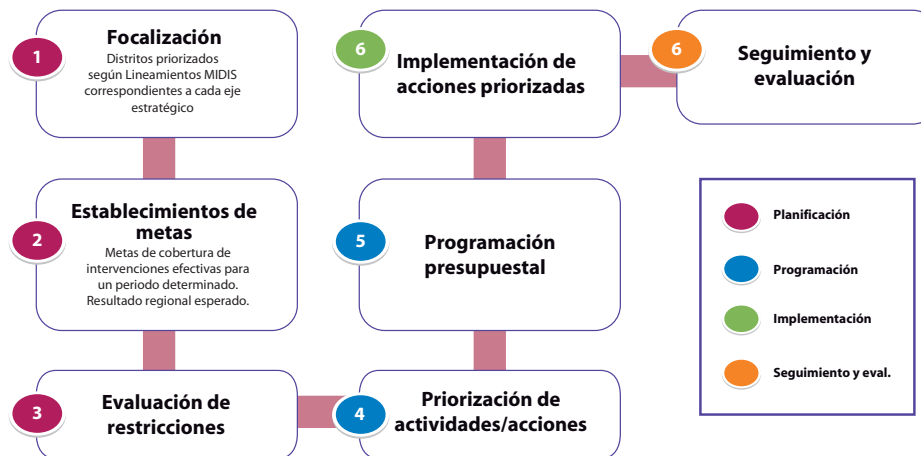 1
Focalización
Distritos priorizados
según Lineamientos MIDIS
correspondientes a cada eje
estratégico
2
Establecimientos de
metas
Metas de cobertura de
intervenciones efectivas para
un periodo determinado.
Resultado regional esperado.
3
Evaluación de
restricciones
4
Priorización de
actividades/acciones
5
Programación
presupuestal
6
Implementación de
acciones priorizadas
6
Seguimiento y
evaluación
Planificación
Programación
Implementación
Seguimiento y eval.